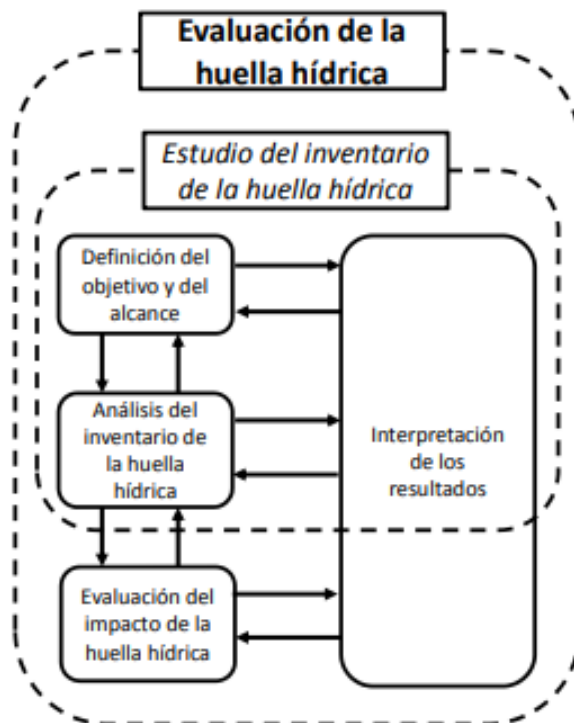 Evaluación de la
huella hídrica
Estudio del inventario
de la huella hídrica
Definición del
objetivo y del
alcance
Análisis del
inventario de
la huella
hídrica
Interpretación
de los
resultados
Evaluación del
impacto de la
huella hídrica